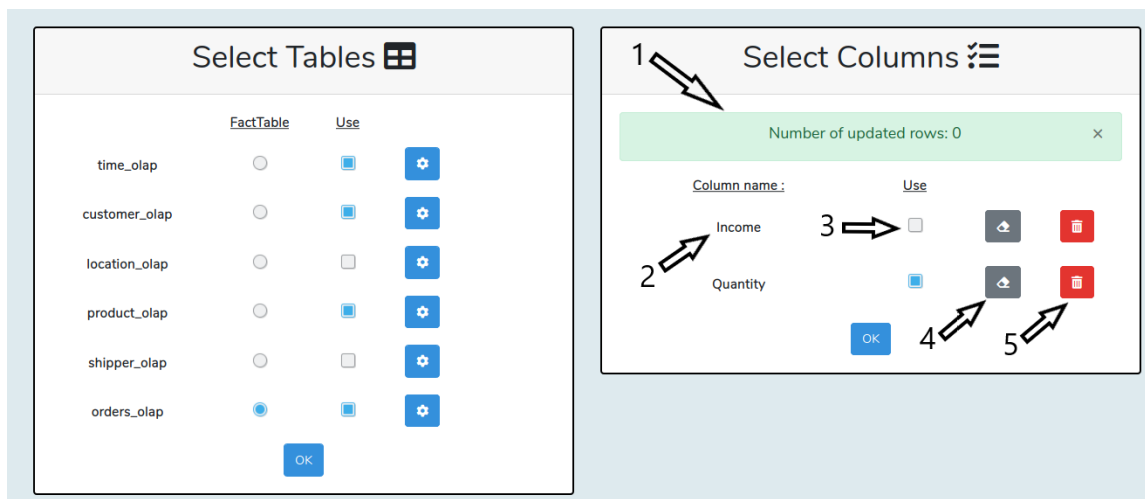 Select Tables
FactTable Use
time_olap
customer_olap
location_olap
product_olap
shipper_olap
orders_olap
OK
1
Select Columns
Number of updated rows: 0 ×
Column name : Use
Income 3
2
Quantity
OK 4 5